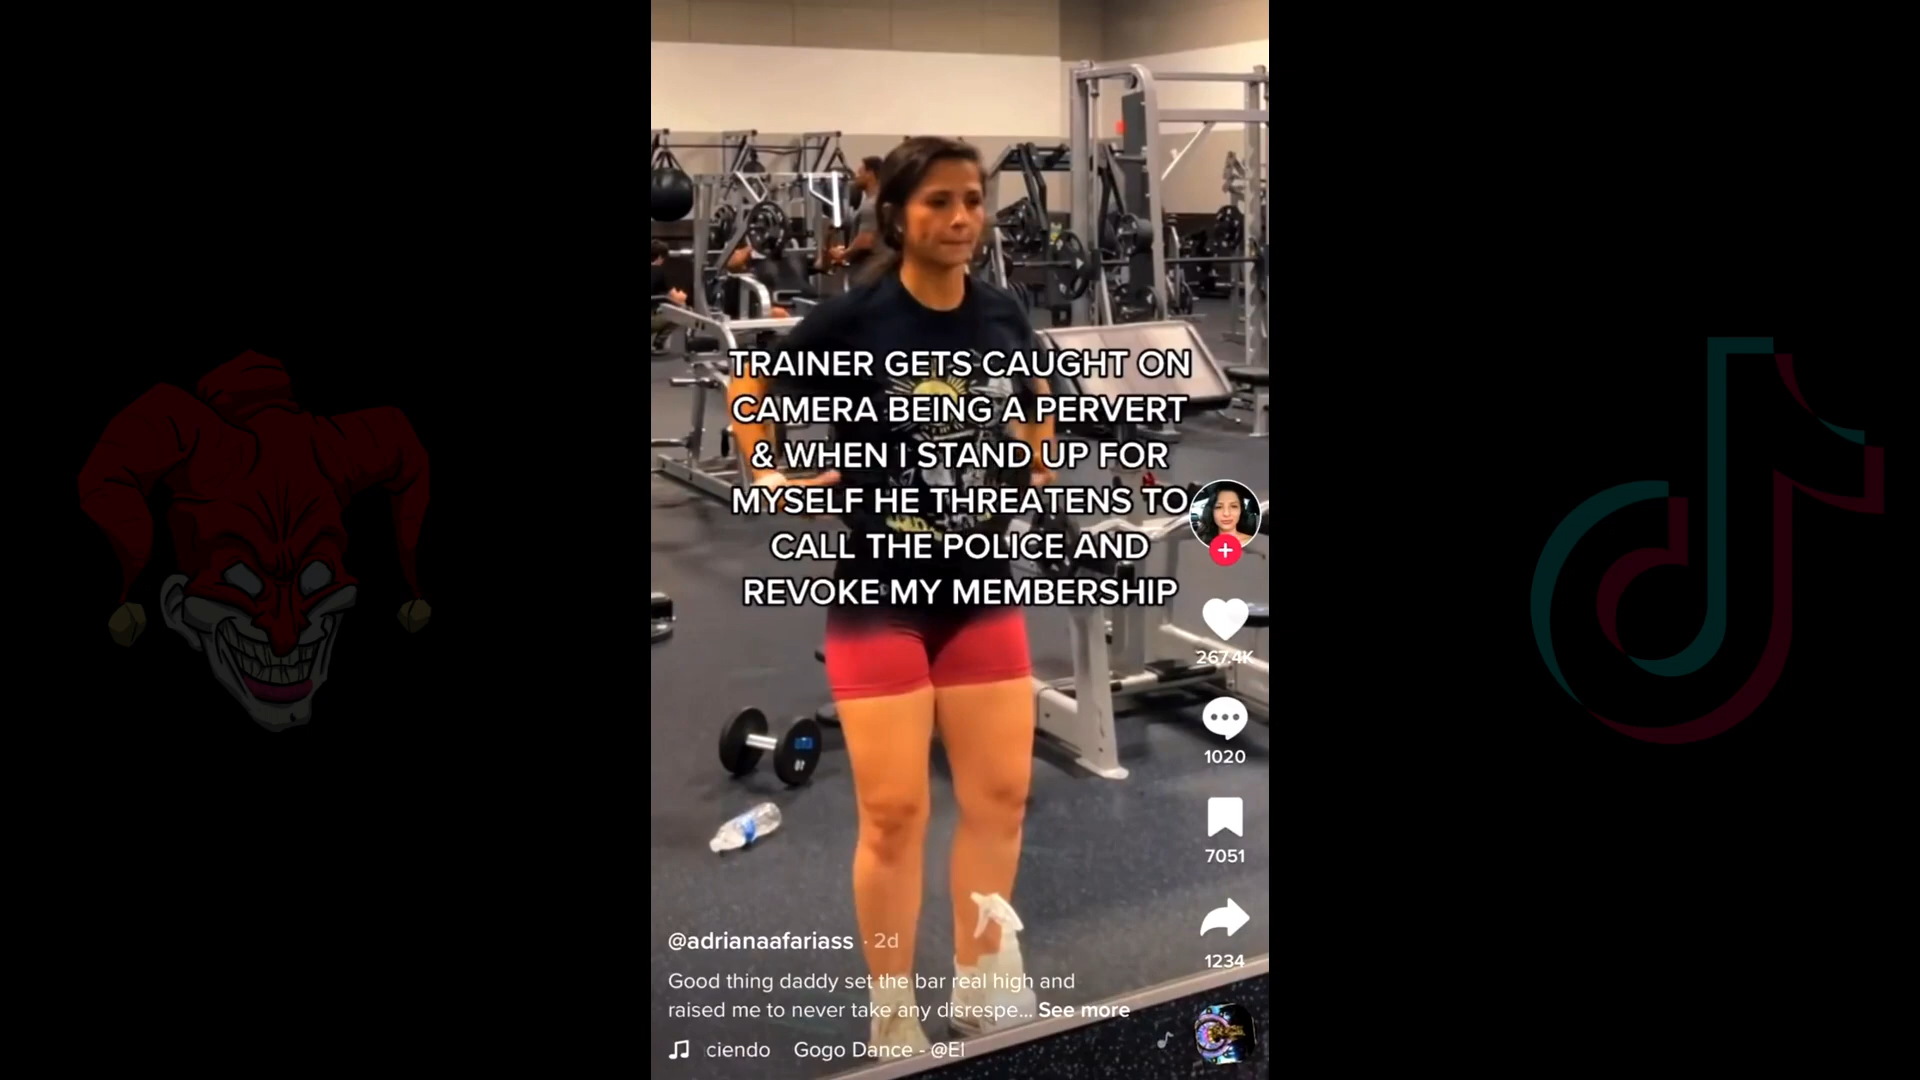 TRAINER GETS CAUGHT ON
CAMERA BEING A PERVERT
& WHEN I STAND UP FOR
MYSELF HE THREATENS TO
CALL THE POLICE AND
REVOKE MY MEMBERSHIP
267.4K
1020
7051
1234
@adrianaafariass · 2d
Good thing daddy set the bar real high and
raised me to never take any disrespe... See more
ciendo Gogo Dance - @El